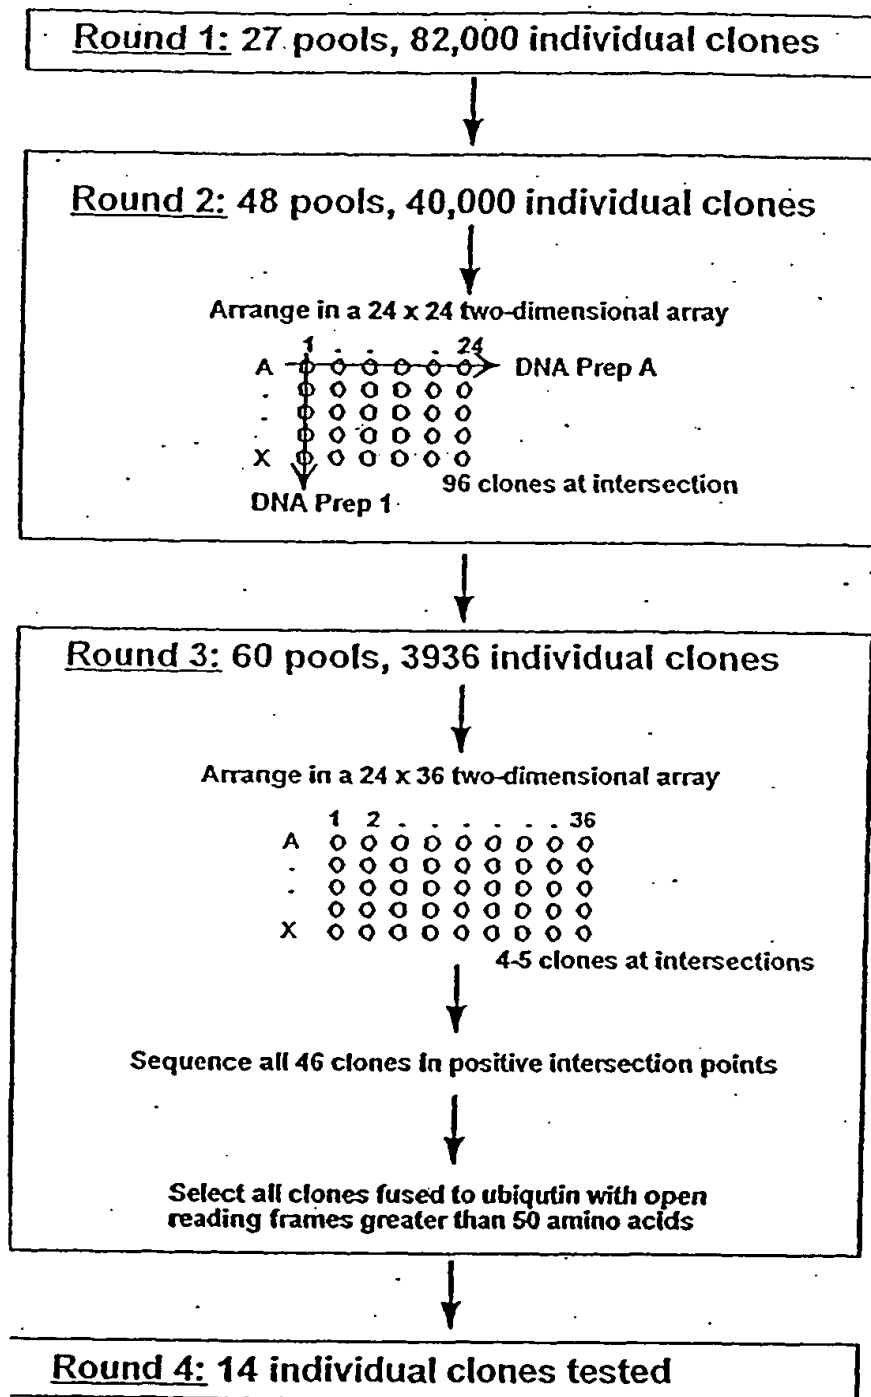 Round 1: 27 pools, 82,000 individual clones
Round 2: 48 pools, 40,000 individual clones
Arrange in a 24 x 24 two-dimensional array
1 . . . . 24
A DNA Prep A
.
.
X
96 clones at intersection
DNA Prep 1
Round 3: 60 pools, 3936 individual clones
Arrange in a 24 x 36 two-dimensional array
1 2 . . . . . . 36
A
.
.
X
4-5 clones at intersections
Sequence all 46 clones in positive intersection points
Select all clones fused to ubiqutin with open
reading frames greater than 50 amino acids
Round 4: 14 individual clones tested